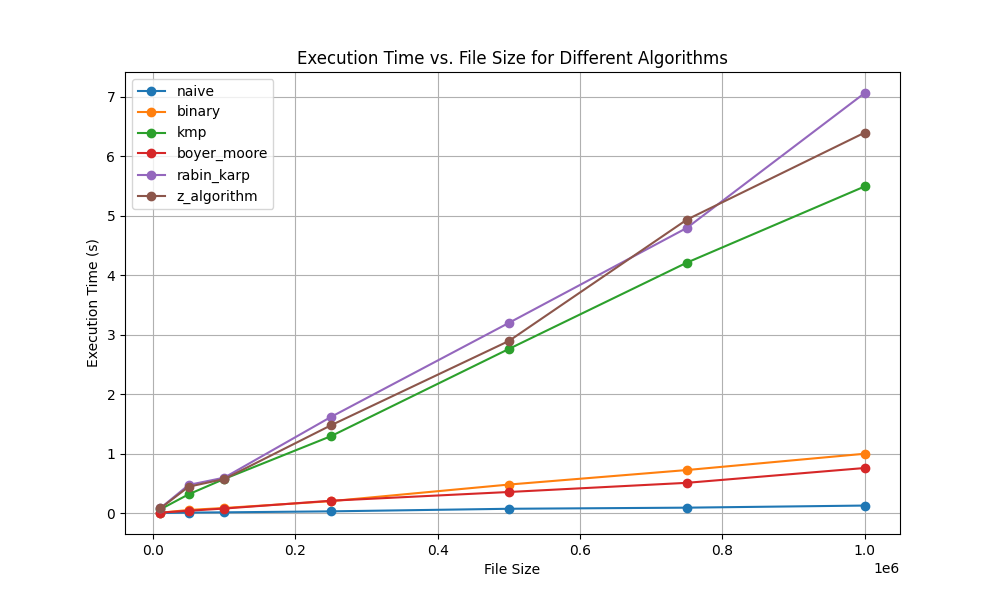 Execution Time vs. File Size for Different Algorithms
naive
binary
kmp
boyer_moore
rabin_karp
z_algorithm
Execution Time (s)
7
6
5
4
3
2
1
0
0.0 0.2 0.4 0.6 0.8 1.0
1e6
File Size